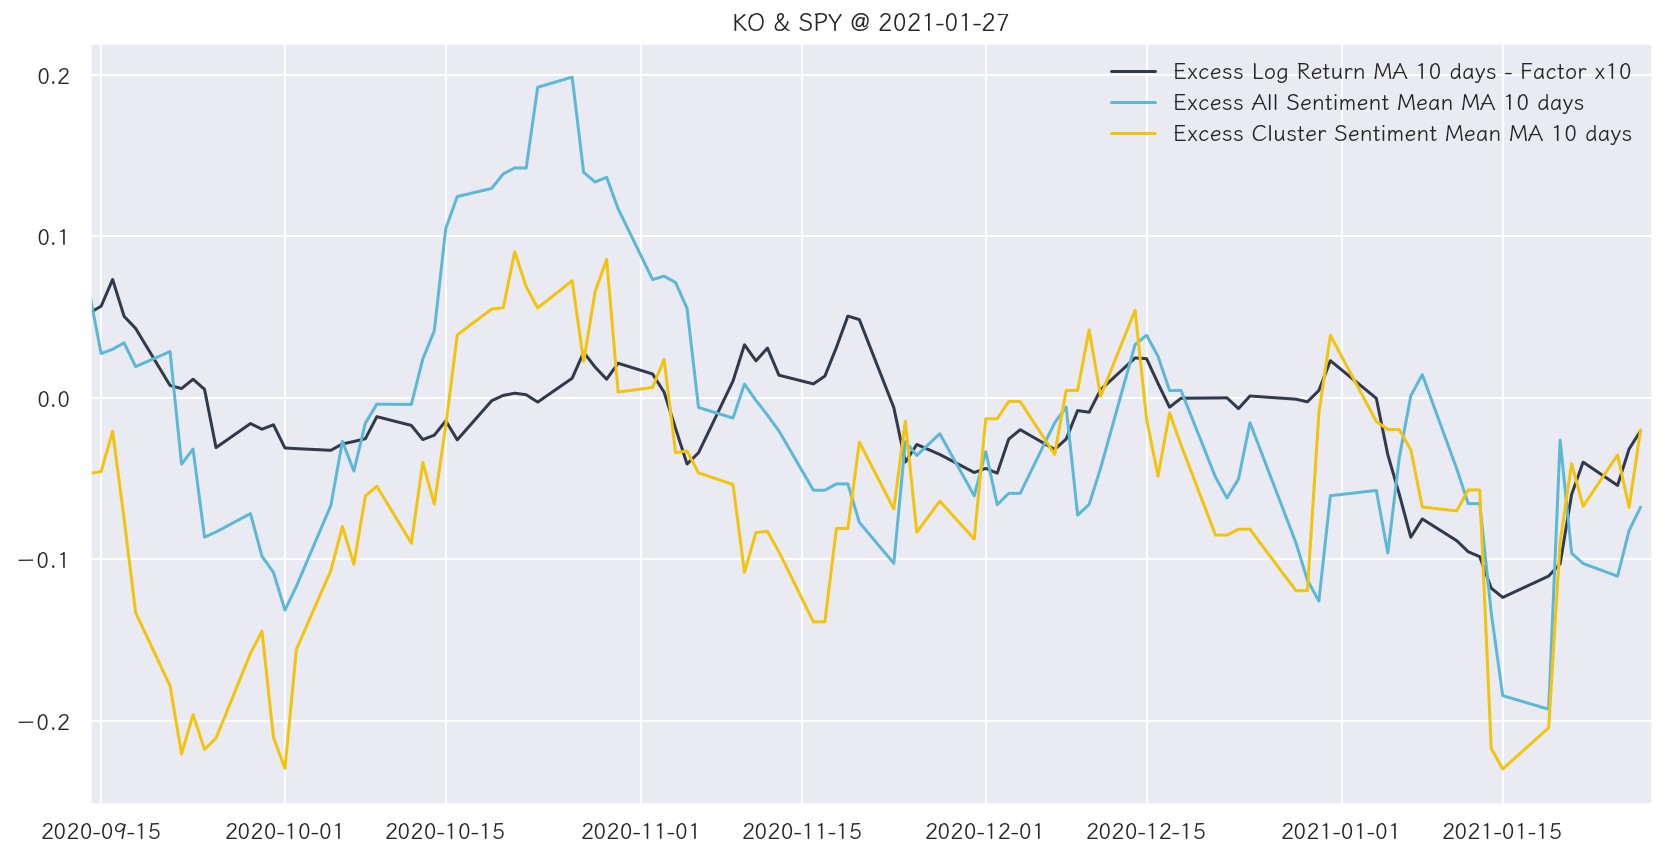 KO & SPY @ 2021-01-27
Excess Log Return MA 10 days - Factor x10
Excess All Sentiment Mean MA 10 days
Excess Cluster Sentiment Mean MA 10 days
0.2
0.1
0.0
−0.1
−0.2
2020-09-15 2020-10-01 2020-10-15 2020-11-01 2020-11-15 2020-12-01 2020-12-15 2021-01-01 2021-01-15